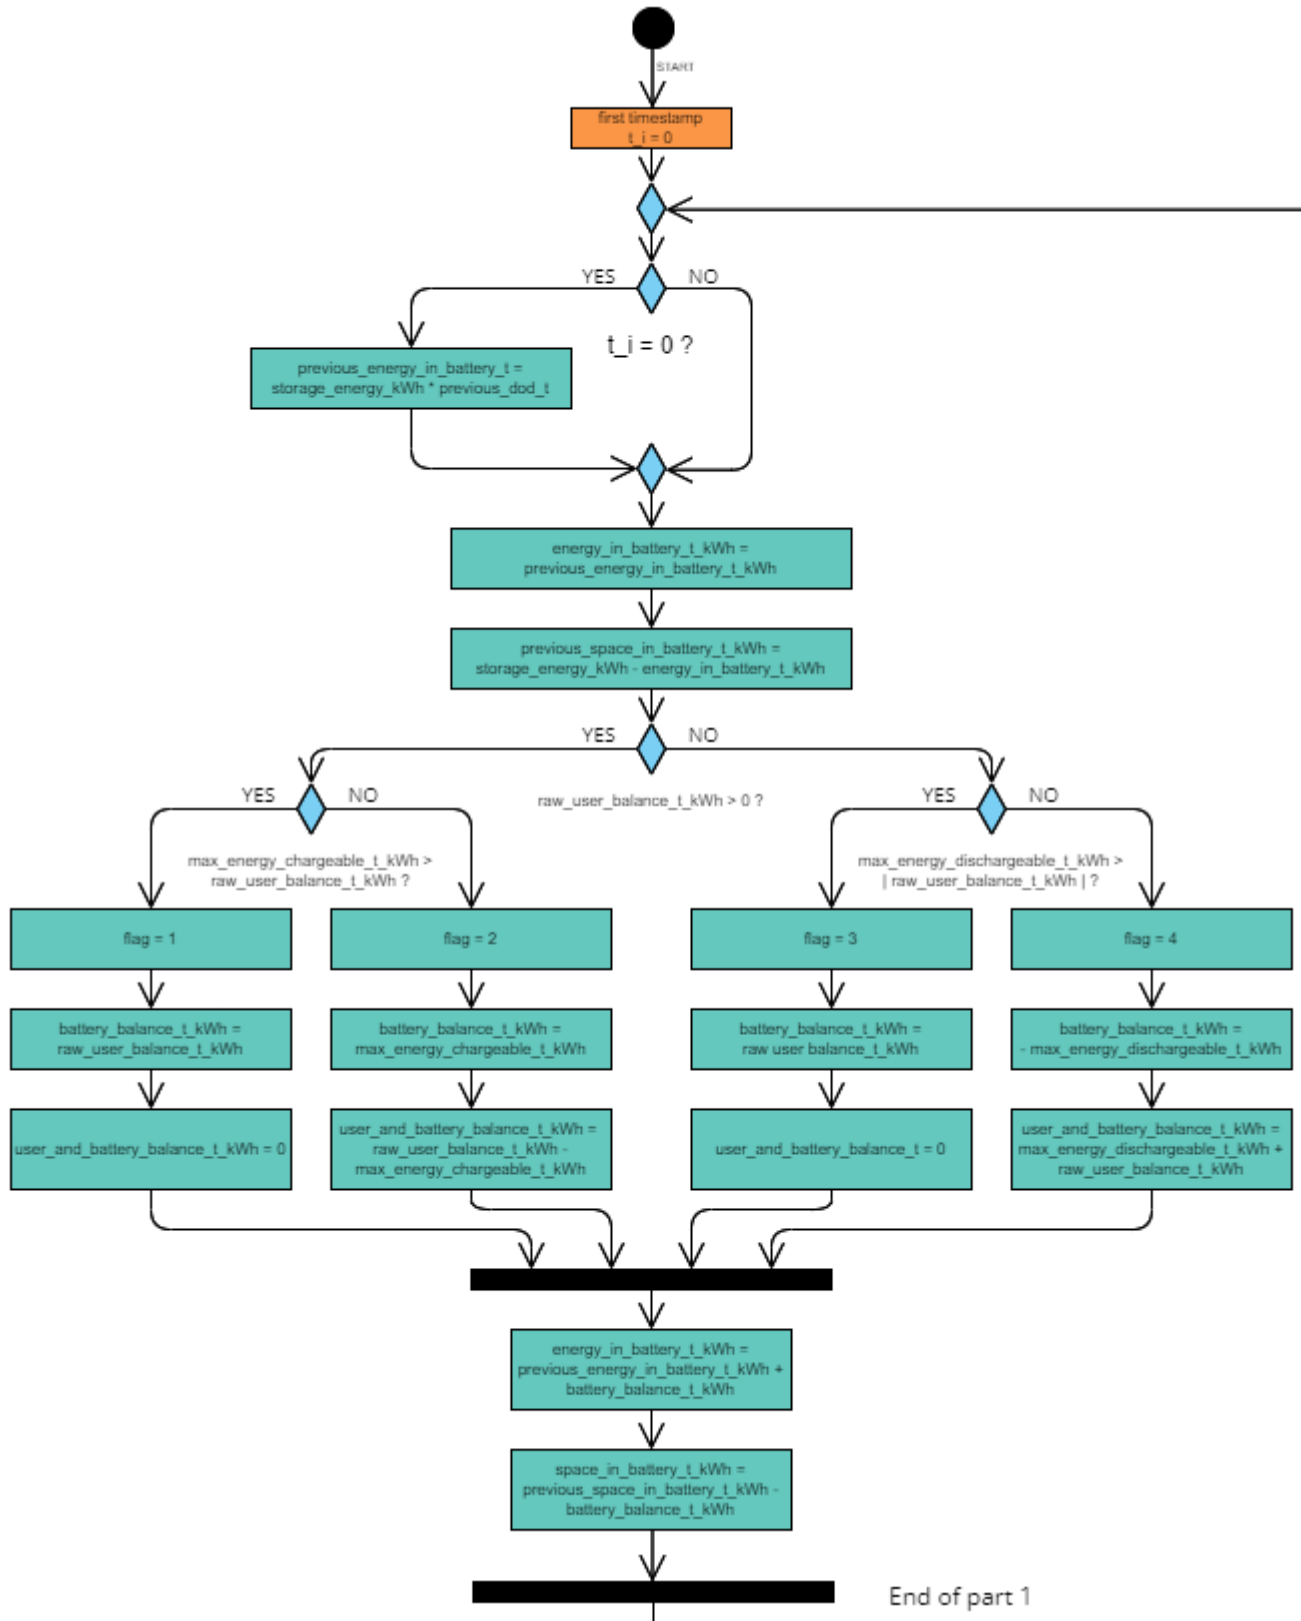 START
first timestamp
t_i = 0
YES
NO
t_i = 0 ?
previous_energy_in_battery_t =
storage_energy_kWh * previous_dod_t
energy_in_battery_t_kWh =
previous_energy_in_battery_t_kWh
previous_space_in_battery_t_kWh =
storage_energy_kWh - energy_in_battery_t_kWh
YES
NO
raw_user_balance_t_kWh > 0 ?
YES
NO
max_energy_chargeable_t_kWh >
raw_user_balance_t_kWh ?
YES
NO
max_energy_dischargeable_t_kWh >
| raw_user_balance_t_kWh | ?
flag = 1
flag = 2
flag = 3
flag = 4
battery_balance_t_kWh =
raw_user_balance_t_kWh
battery_balance_t_kWh =
max_energy_chargeable_t_kWh
battery_balance_t_kWh =
raw user balance_t_kWh
battery_balance_t_kWh =
- max_energy_dischargeable_t_kWh
user_and_battery_balance_t_kWh = 0
user_and_battery_balance_t_kWh =
raw_user_balance_t_kWh -
max_energy_chargeable_t_kWh
user_and_battery_balance_t = 0
user_and_battery_balance_t_kWh =
max_energy_dischargeable_t_kWh +
raw_user_balance_t_kWh
energy_in_battery_t_kWh =
previous_energy_in_battery_t_kWh +
battery_balance_t_kWh
space_in_battery_t_kWh =
previous_space_in_battery_t_kWh -
battery_balance_t_kWh
End of part 1